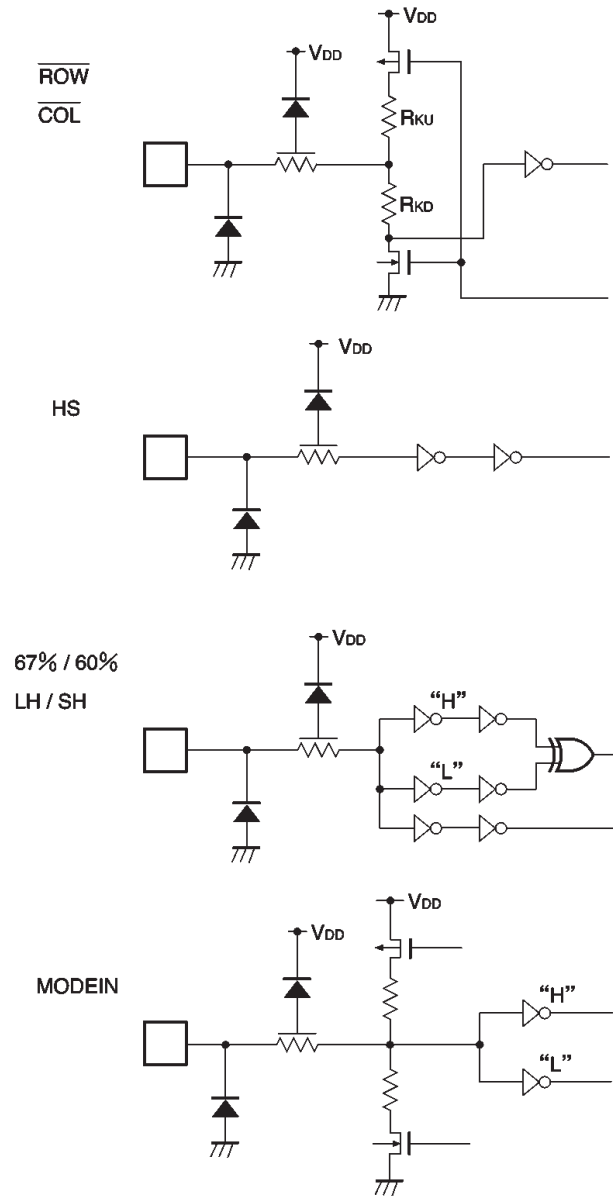 VDD
VDD
ROW
COL
RKU
RKD
VDD
HS
VDD
67% / 60%
LH / SH
“H”
“L”
VDD
VDD
MODEIN
“H”
“L”